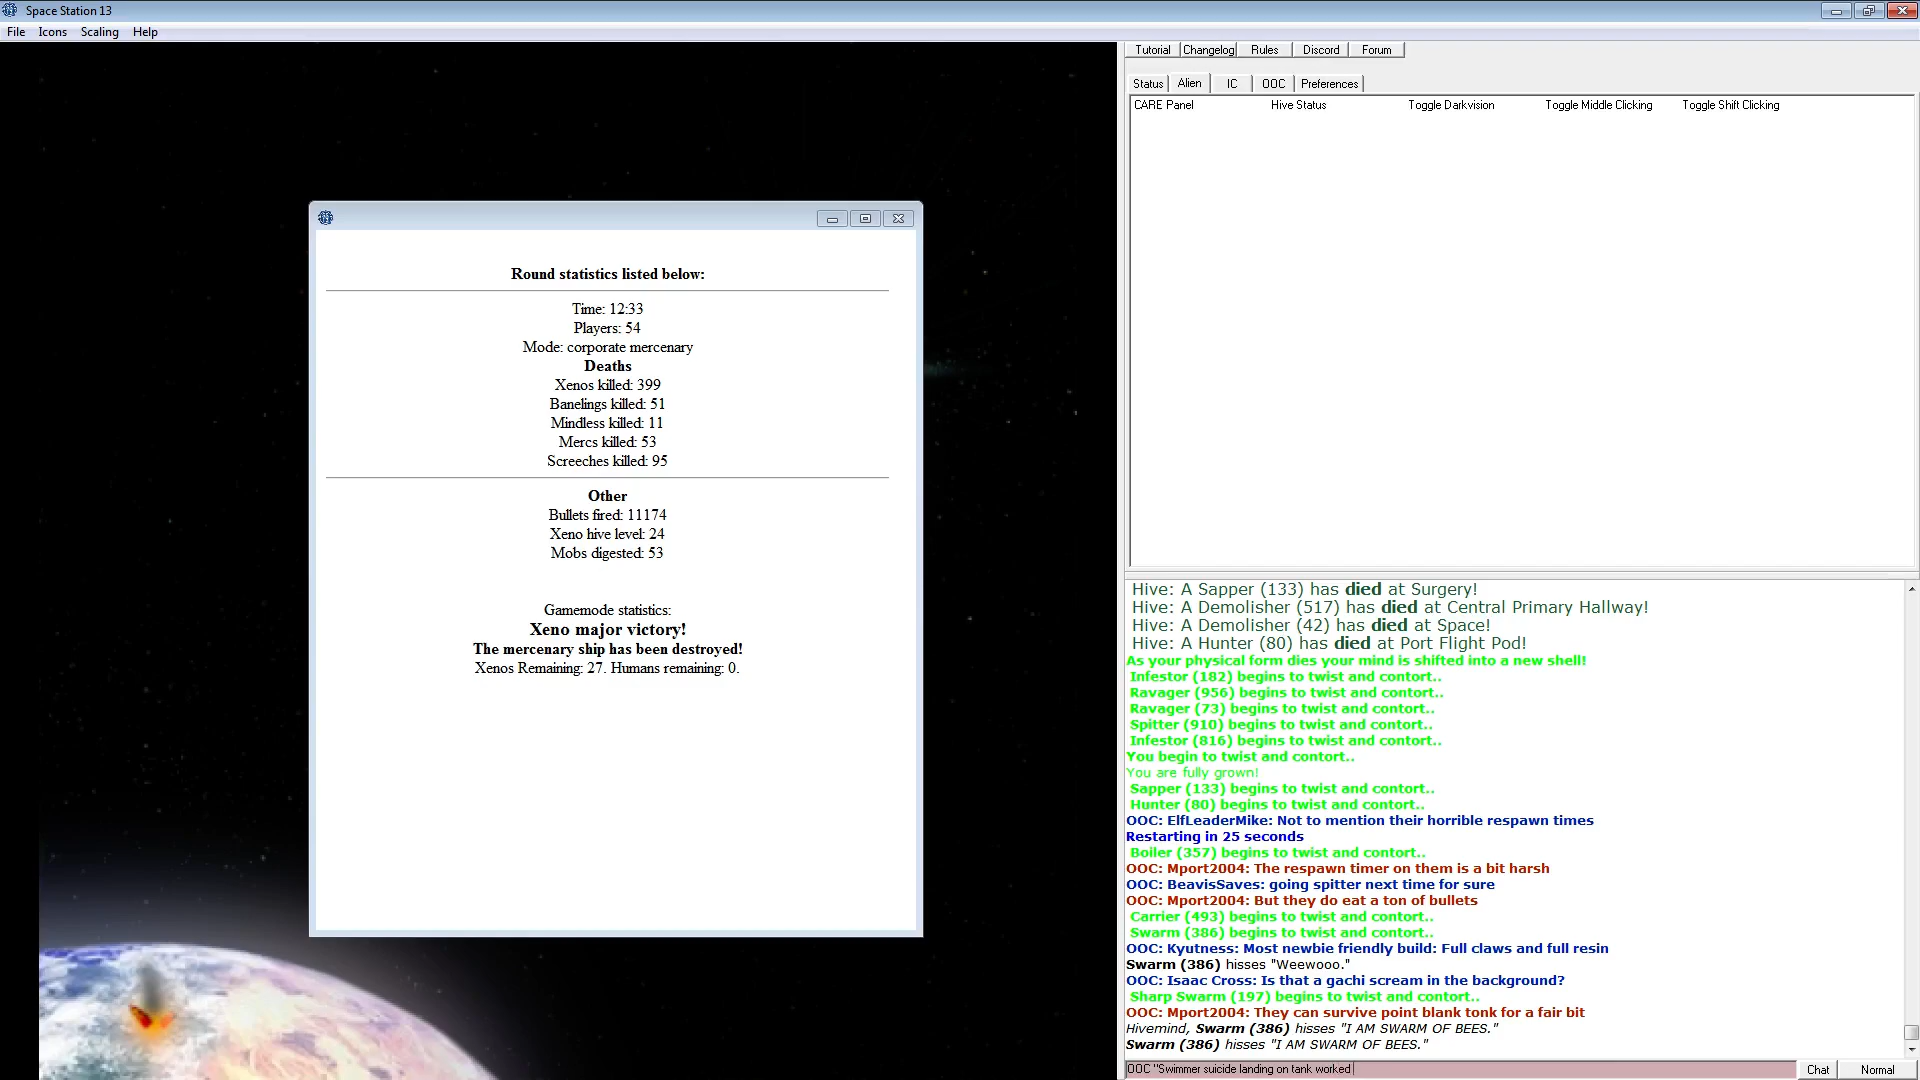 Space Station 13
File Icons Scaling Help
Tutorial Changelog Rules Discord Forum
Status Alien IC OOC Preferences
CARE Panel Hive Status Toggle Darkvision Toggle Middle Clicking Toggle Shift Clicking
Round statistics listed below:
Time: 12:33
Players: 54
Mode: corporate mercenary
Deaths
Xenos killed: 399
Banelings killed: 51
Mindless killed: 11
Mercs killed: 53
Screeches killed: 95
Other
Bullets fired: 11174
Xeno hive level: 24
Mobs digested: 53
Gamemode statistics:
Xeno major victory!
The mercenary ship has been destroyed!
Xenos Remaining: 27. Humans remaining: 0.
Hive: A Sapper (133) has died at Surgery!
Hive: A Demolisher (517) has died at Central Primary Hallway!
Hive: A Demolisher (42) has died at Space!
Hive: A Hunter (80) has died at Port Flight Pod!
As your physical form dies your mind is shifted into a new shell!
Infestor (182) begins to twist and contort..
Ravager (956) begins to twist and contort..
Ravager (73) begins to twist and contort..
Spitter (910) begins to twist and contort..
Infestor (816) begins to twist and contort..
You begin to twist and contort..
You are fully grown!
Sapper (133) begins to twist and contort..
Hunter (80) begins to twist and contort..
OOC: ElfLeaderMike: Not to mention their horrible respawn times
Restarting in 25 seconds
Boiler (357) begins to twist and contort..
OOC: Mport2004: The respawn timer on them is a bit harsh
OOC: BeavisSaves: going spitter next time for sure
OOC: Mport2004: But they do eat a ton of bullets
Carrier (493) begins to twist and contort..
Swarm (386) begins to twist and contort..
OOC: Kyutness: Most newbie friendly build: Full claws and full resin
Swarm (386) hisses "Weewooo."
OOC: Isaac Cross: Is that a gachi scream in the background?
Sharp Swarm (197) begins to twist and contort..
OOC: Mport2004: They can survive point blank tonk for a fair bit
Hivemind, Swarm (386) hisses "I AM SWARM OF BEES."
Swarm (386) hisses "I AM SWARM OF BEES."
OOC "Swimmer suicide landing on tank worked
Chat Normal